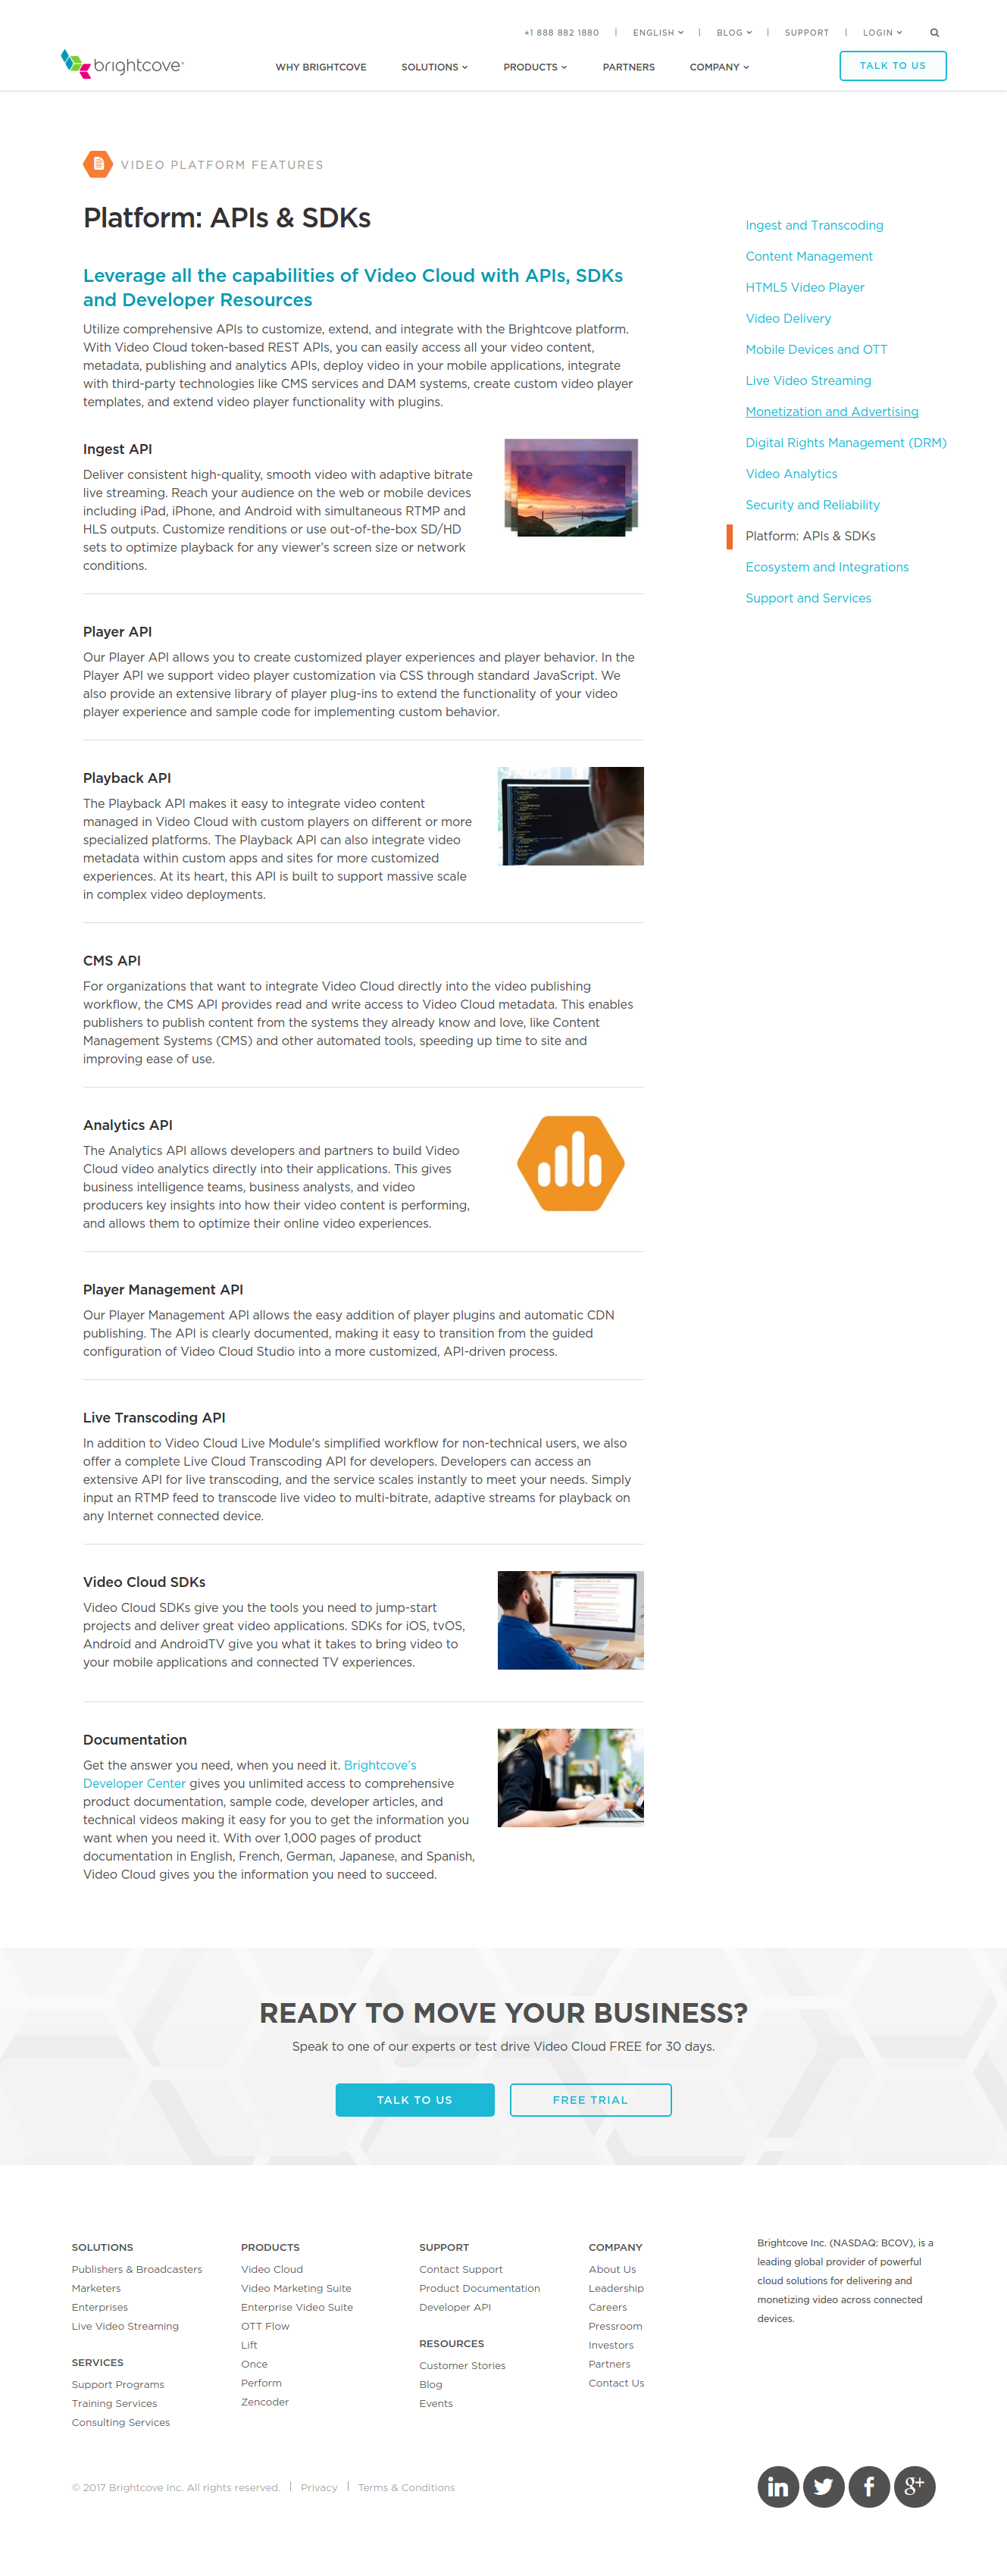 +1 888 882 1880 | ENGLISH | BLOG | SUPPORT | LOGIN
brightcove
WHY BRIGHTCOVE SOLUTIONS PRODUCTS PARTNERS COMPANY TALK TO US
VIDEO PLATFORM FEATURES
Platform: APIs & SDKs
Leverage all the capabilities of Video Cloud with APIs, SDKs
and Developer Resources
Utilize comprehensive APIs to customize, extend, and integrate with the Brightcove platform.
With Video Cloud token-based REST APIs, you can easily access all your video content,
metadata, publishing and analytics APIs, deploy video in your mobile applications, integrate
with third-party technologies like CMS services and DAM systems, create custom video player
templates, and extend video player functionality with plugins.
Ingest API
Deliver consistent high-quality, smooth video with adaptive bitrate
live streaming. Reach your audience on the web or mobile devices
including iPad, iPhone, and Android with simultaneous RTMP and
HLS outputs. Customize renditions or use out-of-the-box SD/HD
sets to optimize playback for any viewer's screen size or network
conditions.
Player API
Our Player API allows you to create customized player experiences and player behavior. In the
Player API we support video player customization via CSS through standard JavaScript. We
also provide an extensive library of player plug-ins to extend the functionality of your video
player experience and sample code for implementing custom behavior.
Playback API
The Playback API makes it easy to integrate video content
managed in Video Cloud with custom players on different or more
specialized platforms. The Playback API can also integrate video
metadata within custom apps and sites for more customized
experiences. At its heart, this API is built to support massive scale
in complex video deployments.
CMS API
For organizations that want to integrate Video Cloud directly into the video publishing
workflow, the CMS API provides read and write access to Video Cloud metadata. This enables
publishers to publish content from the systems they already know and love, like Content
Management Systems (CMS) and other automated tools, speeding up time to site and
improving ease of use.
Analytics API
The Analytics API allows developers and partners to build Video
Cloud video analytics directly into their applications. This gives
business intelligence teams, business analysts, and video
producers key insights into how their video content is performing,
and allows them to optimize their online video experiences.
Player Management API
Our Player Management API allows the easy addition of player plugins and automatic CDN
publishing. The API is clearly documented, making it easy to transition from the guided
configuration of Video Cloud Studio into a more customized, API-driven process.
Live Transcoding API
In addition to Video Cloud Live Module's simplified workflow for non-technical users, we also
offer a complete Live Cloud Transcoding API for developers. Developers can access an
extensive API for live transcoding, and the service scales instantly to meet your needs. Simply
input an RTMP feed to transcode live video to multi-bitrate, adaptive streams for playback on
any Internet connected device.
Video Cloud SDKs
Video Cloud SDKs give you the tools you need to jump-start
projects and deliver great video applications. SDKs for iOS, tvOS,
Android and AndroidTV give you what it takes to bring video to
your mobile applications and connected TV experiences.
Documentation
Get the answer you need, when you need it. Brightcove's
Developer Center gives you unlimited access to comprehensive
product documentation, sample code, developer articles, and
technical videos making it easy for you to get the information you
want when you need it. With over 1,000 pages of product
documentation in English, French, German, Japanese, and Spanish,
Video Cloud gives you the information you need to succeed.
Ingest and Transcoding
Content Management
HTML5 Video Player
Video Delivery
Mobile Devices and OTT
Live Video Streaming
Monetization and Advertising
Digital Rights Management (DRM)
Video Analytics
Security and Reliability
Platform: APIs & SDKs
Ecosystem and Integrations
Support and Services
READY TO MOVE YOUR BUSINESS?
Speak to one of our experts or test drive Video Cloud FREE for 30 days.
TALK TO US FREE TRIAL
SOLUTIONS
Publishers & Broadcasters
Marketers
Enterprises
Live Video Streaming
SERVICES
Support Programs
Training Services
Consulting Services
PRODUCTS
Video Cloud
Video Marketing Suite
Enterprise Video Suite
OTT Flow
Lift
Once
Perform
Zencoder
SUPPORT
Contact Support
Product Documentation
Developer API
RESOURCES
Customer Stories
Blog
Events
COMPANY
About Us
Leadership
Careers
Pressroom
Investors
Partners
Contact Us
Brightcove Inc. (NASDAQ: BCOV), is a
leading global provider of powerful
cloud solutions for delivering and
monetizing video across connected
devices.
© 2017 Brightcove Inc. All rights reserved. | Privacy | Terms & Conditions
in f g+